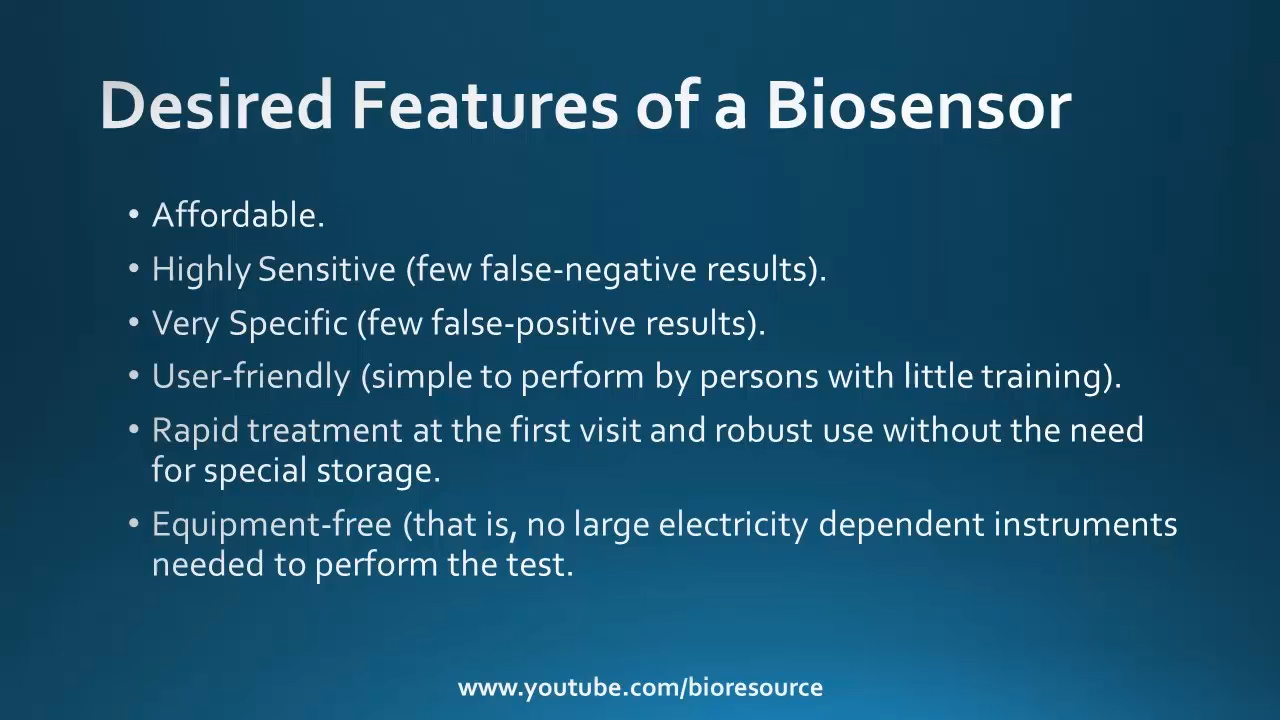 Desired Features of a Biosensor
• Affordable.
• Highly Sensitive (few false-negative results).
• Very Specific (few false-positive results).
• User-friendly (simple to perform by persons with little training).
• Rapid treatment at the first visit and robust use without the need
for special storage.
• Equipment-free (that is, no large electricity dependent instruments
needed to perform the test.
www.youtube.com/bioresource